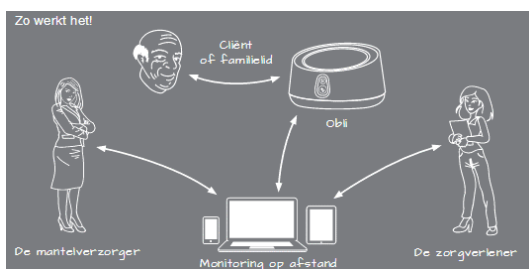 Zo werkt het!
Cliënt
of familielid
Obli
De mantelverzorger
Monitoring op afstand
De zorgverlener